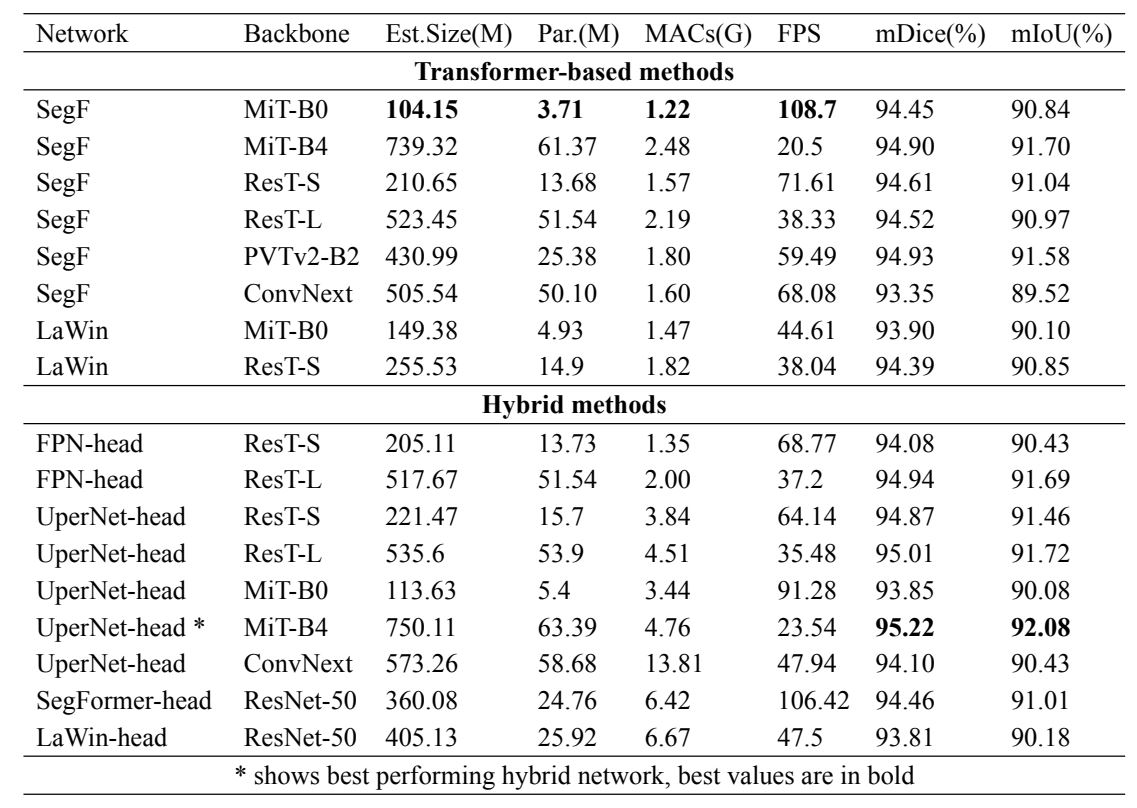 Network Backbone Est.Size(M) Par.(M) MACs(G) FPS mDice(%) mIoU(%)
Transformer-based methods
SegF MiT-B0 104.15 3.71 1.22 108.7 94.45 90.84
SegF MiT-B4 739.32 61.37 2.48 20.5 94.90 91.70
SegF ResT-S 210.65 13.68 1.57 71.61 94.61 91.04
SegF ResT-L 523.45 51.54 2.19 38.33 94.52 90.97
SegF PVTv2-B2 430.99 25.38 1.80 59.49 94.93 91.58
SegF ConvNext 505.54 50.10 1.60 68.08 93.35 89.52
LaWin MiT-B0 149.38 4.93 1.47 44.61 93.90 90.10
LaWin ResT-S 255.53 14.9 1.82 38.04 94.39 90.85
Hybrid methods
FPN-head ResT-S 205.11 13.73 1.35 68.77 94.08 90.43
FPN-head ResT-L 517.67 51.54 2.00 37.2 94.94 91.69
UperNet-head ResT-S 221.47 15.7 3.84 64.14 94.87 91.46
UperNet-head ResT-L 535.6 53.9 4.51 35.48 95.01 91.72
UperNet-head MiT-B0 113.63 5.4 3.44 91.28 93.85 90.08
UperNet-head * MiT-B4 750.11 63.39 4.76 23.54 95.22 92.08
UperNet-head ConvNext 573.26 58.68 13.81 47.94 94.10 90.43
SegFormer-head ResNet-50 360.08 24.76 6.42 106.42 94.46 91.01
LaWin-head ResNet-50 405.13 25.92 6.67 47.5 93.81 90.18
* shows best performing hybrid network, best values are in bold